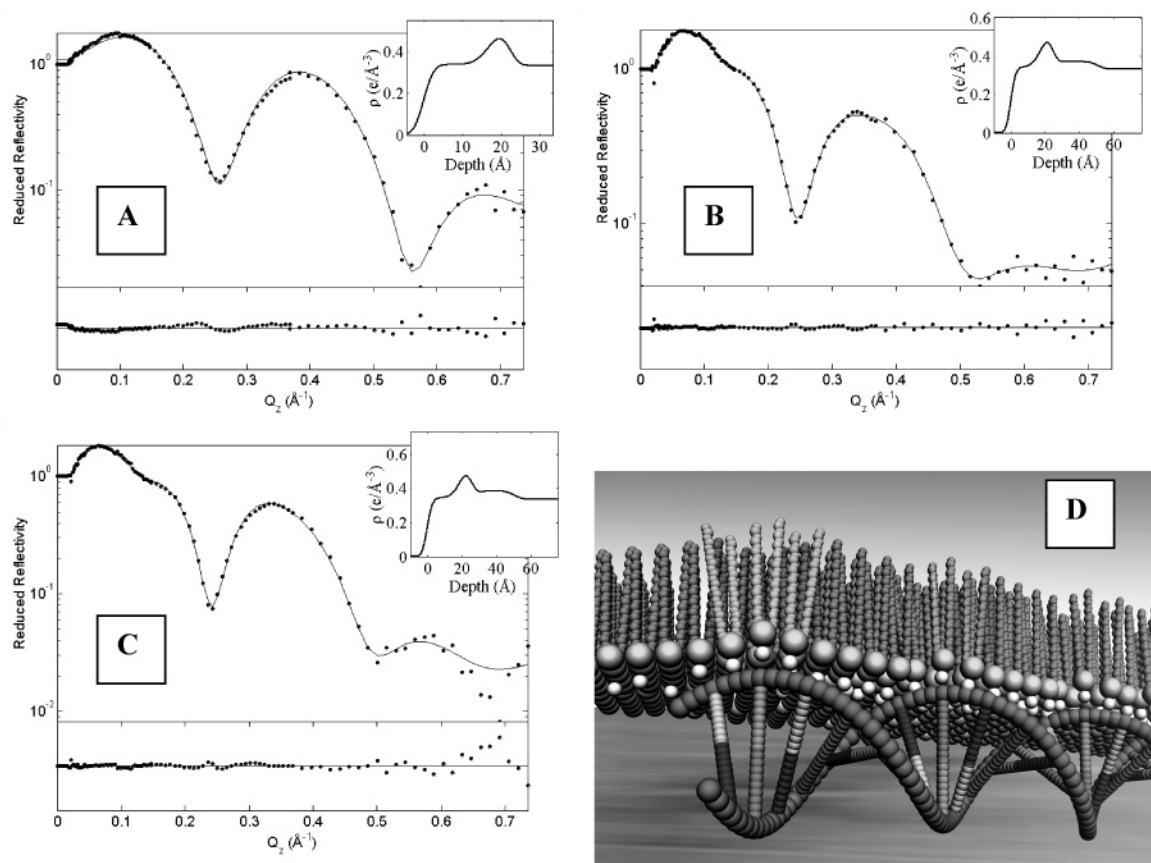 A
Reduced Reflectivity
10⁰
10⁻¹
ρ (e/Å⁻³)
0.4
0.2
0
0 10 20 30
Depth (Å)
0 0.1 0.2 0.3 0.4 0.5 0.6 0.7
Q_z (Å⁻¹)
B
Reduced Reflectivity
10⁰
10⁻¹
ρ (e/Å⁻³)
0.6
0.4
0.2
0
0 20 40 60
Depth (Å)
0 0.1 0.2 0.3 0.4 0.5 0.6 0.7
Q_z (Å⁻¹)
C
Reduced Reflectivity
10⁰
10⁻¹
10⁻²
ρ (e/Å⁻³)
0.6
0.4
0.2
0
0 20 40 60
Depth (Å)
0 0.1 0.2 0.3 0.4 0.5 0.6 0.7
Q_z (Å⁻¹)
D